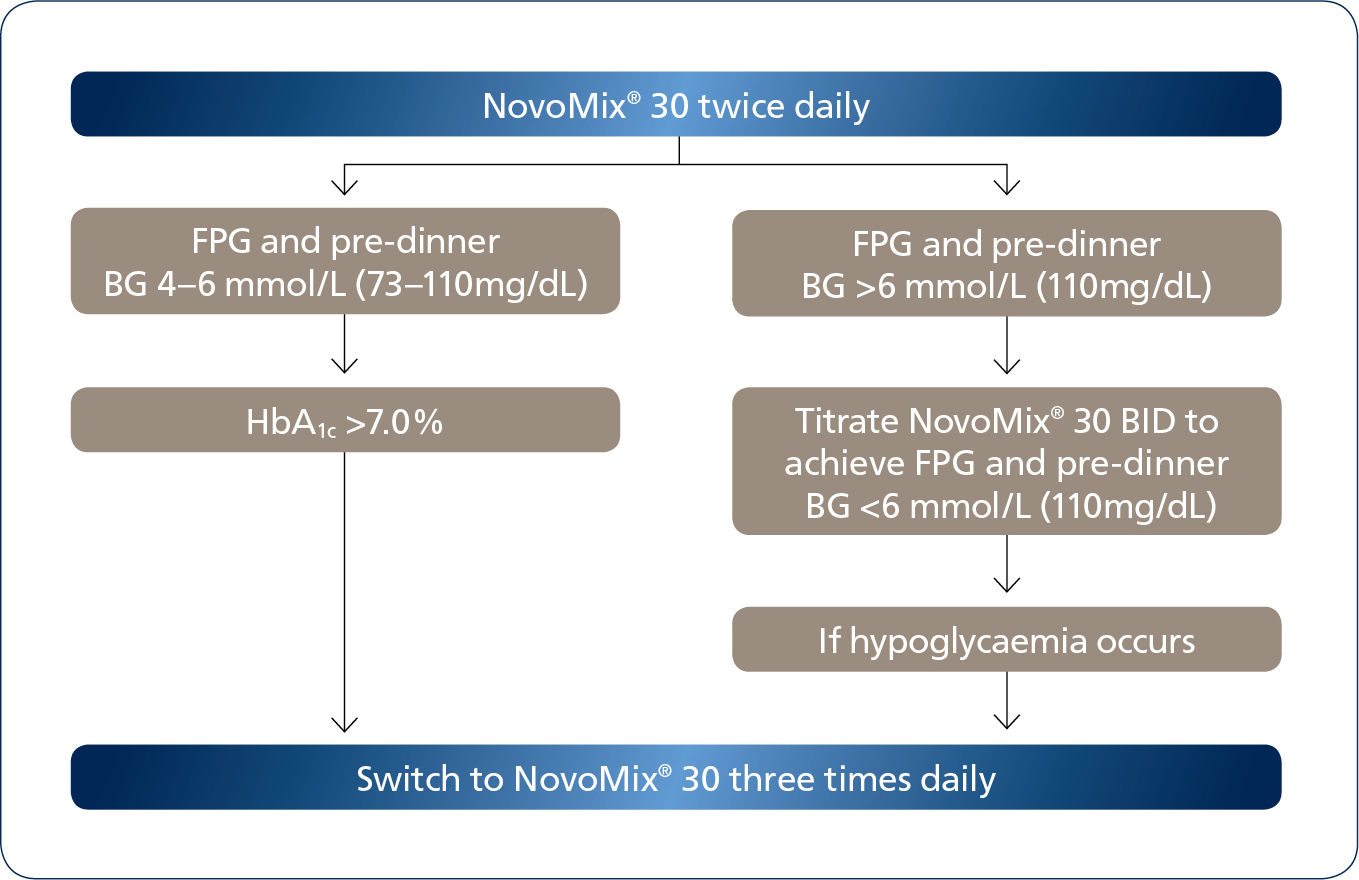 NovoMix® 30 twice daily
FPG and pre-dinner
BG 4–6 mmol/L (73–110mg/dL)
HbA1c >7.0%
FPG and pre-dinner
BG >6 mmol/L (110mg/dL)
Titrate NovoMix® 30 BID to
achieve FPG and pre-dinner
BG <6 mmol/L (110mg/dL)
If hypoglycaemia occurs
Switch to NovoMix® 30 three times daily